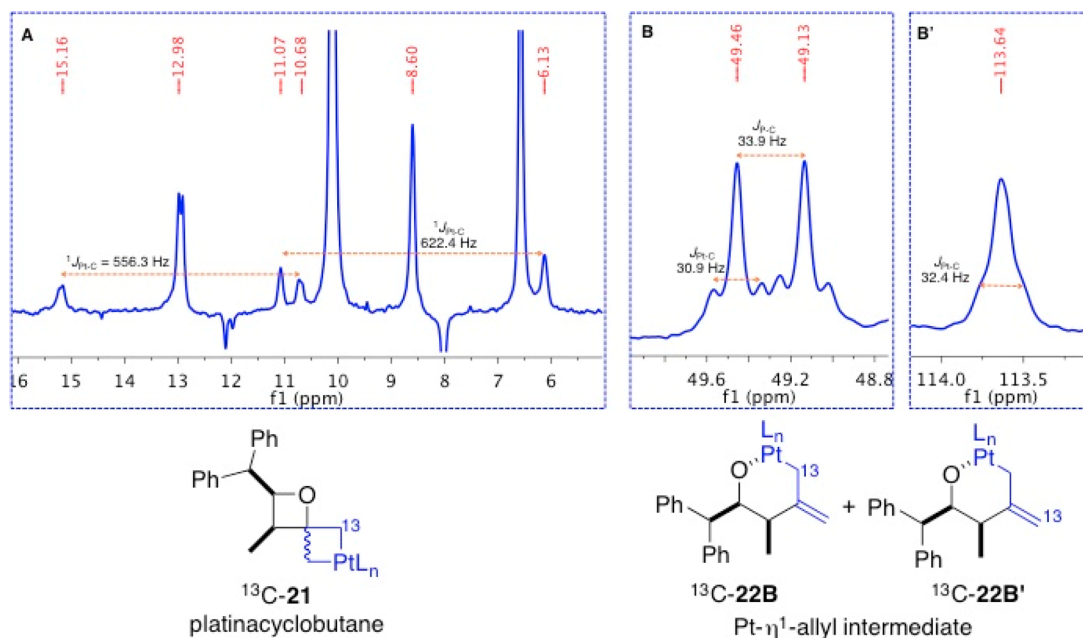 A
—15.16
—12.98
—11.07
—10.68
—8.60
—6.13
¹JPt-C = 556.3 Hz
¹JPt-C
622.4 Hz
16 15 14 13 12 11 10 9 8 7 6
f1 (ppm)
B
—49.46
—49.13
JP-C
33.9 Hz
JPt-C
30.9 Hz
49.6 49.2 48.8
f1 (ppm)
B'
—113.64
JPt-C
32.4 Hz
114.0 113.5
f1 (ppm)
Ph
Ph
O
13
PtLn
¹³C-21
platinacyclobutane
Ln
Pt
O
13
Ph
Ph
¹³C-22B
+
Ln
Pt
O
Ph
13
Ph
¹³C-22B'
Pt-η¹-allyl intermediate